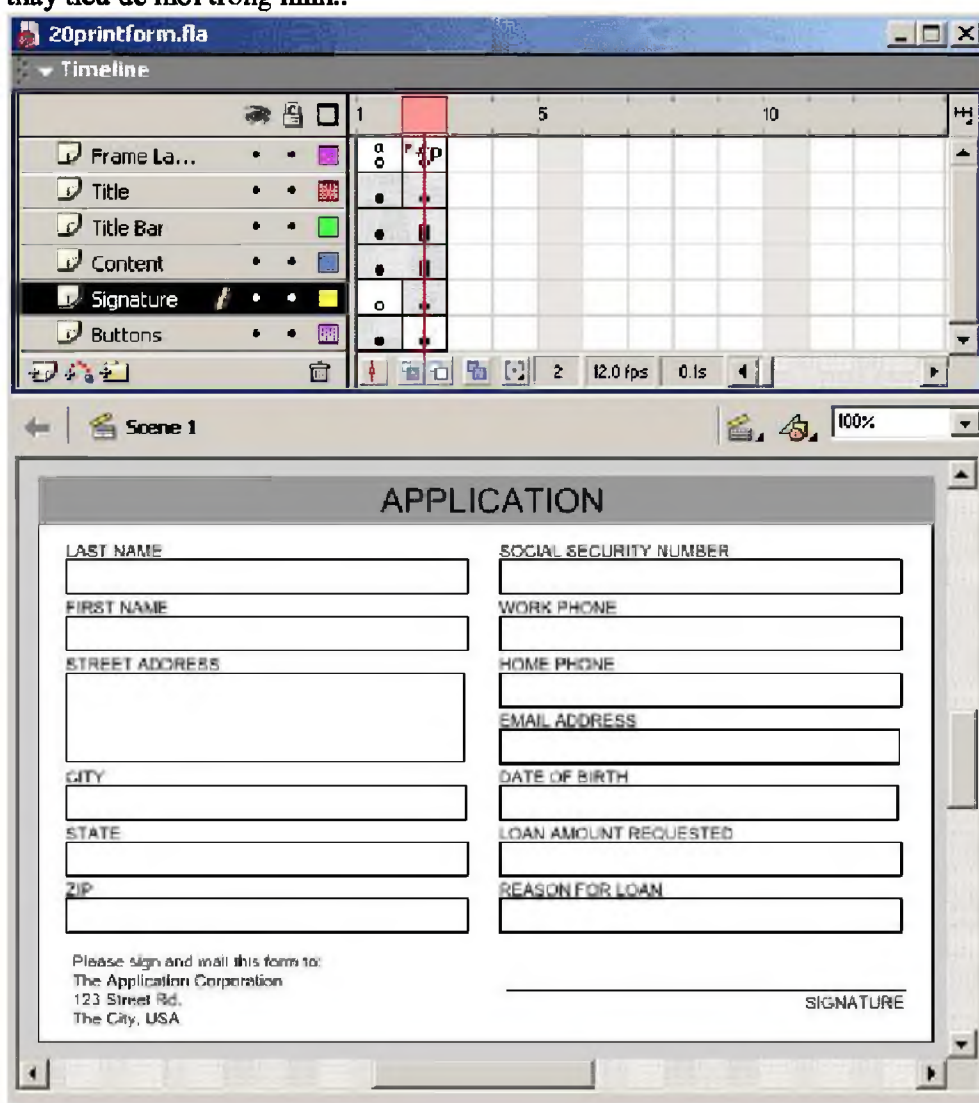 20printform.fla
Timeline
1 5 10
Frame La...
Title
Title Bar
Content
Signature
Buttons
2 12.0 fps 0.1s
Scene 1
100%
APPLICATION
LAST NAME
FIRST NAME
STREET ADDRESS
CITY
STATE
ZIP
SOCIAL SECURITY NUMBER
WORK PHONE
HOME PHONE
EMAIL ADDRESS
DATE OF BIRTH
LOAN AMOUNT REQUESTED
REASON FOR LOAN
Please sign and mail this form to:
The Application Corporation
123 Street Rd.
The City, USA
SIGNATURE